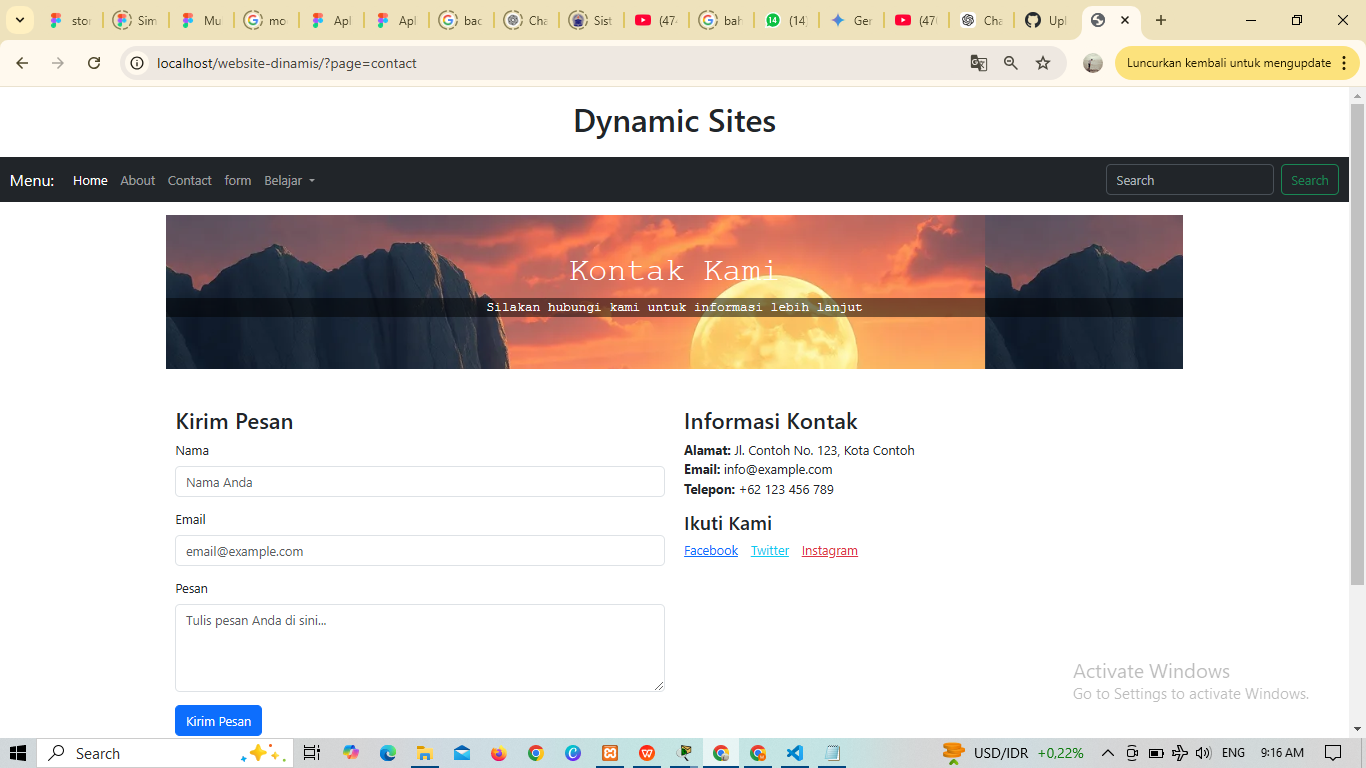 stor
Sim
Mu
mo
Apl
Apl
bac
Cha
Sist
(474
bah
(14)
Ger
(47
Cha
Upl
localhost/website-dinamis/?page=contact
Luncurkan kembali untuk mengupdate
Dynamic Sites
Menu: Home About Contact form Belajar Search Search
Kontak Kami
Silakan hubungi kami untuk informasi lebih lanjut
Kirim Pesan
Nama
Nama Anda
Email
email@example.com
Pesan
Tulis pesan Anda di sini...
Kirim Pesan
Informasi Kontak
Alamat: Jl. Contoh No. 123, Kota Contoh
Email: info@example.com
Telepon: +62 123 456 789
Ikuti Kami
Facebook Twitter Instagram
Activate Windows
Go to Settings to activate Windows.
Search
USD/IDR +0,22%
ENG
9:16 AM